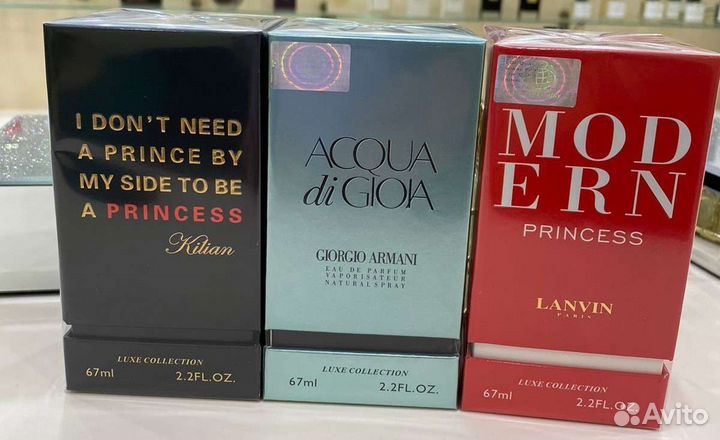 I DON'T NEED
A PRINCE BY
MY SIDE TO BE
A PRINCESS
Kilian
LUXE COLLECTION
67ml 2.2FL.OZ.
ACQUA
di GIOIA
GIORGIO ARMANI
EAU DE PARFUM
VAPORISATEUR
NATURAL SPRAY
LUXE COLLECTION
67ml 2.2FL.OZ.
MOD
ERN
PRINCESS
LANVIN
PARIS
LUXE COLLECTION
67ml 2.2FL.OZ.
Avito